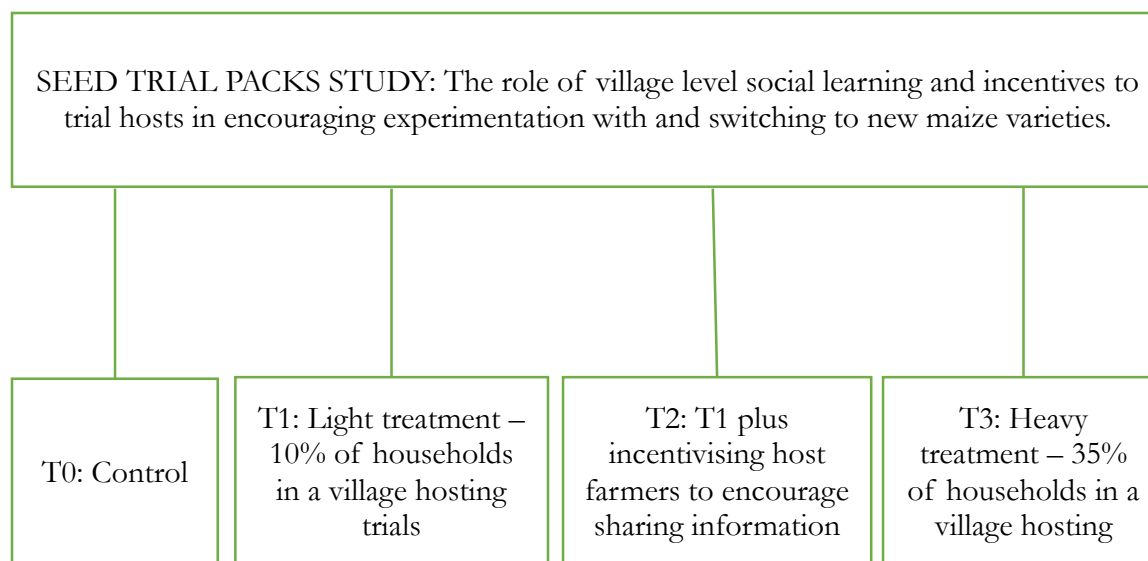 SEED TRIAL PACKS STUDY: The role of village level social learning and incentives to
trial hosts in encouraging experimentation with and switching to new maize varieties.
T0: Control
T1: Light treatment –
10% of households
in a village hosting
trials
T2: T1 plus
incentivising host
farmers to encourage
sharing information
T3: Heavy
treatment – 35%
of households in a
village hosting